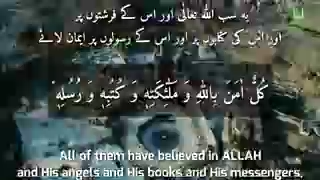 یہ سب اللہ تعالیٰ اور اس کے فرشتوں پر
اور اس کی کتابوں پر اور اس کے رسولوں پر ایمان لائے
كُلٌّ اٰمَنَ بِاللّٰهِ وَ مَلٰٓئِكَتِهٖ وَ كُتُبِهٖ وَ رُسُلِهٖ
All of them have believed in ALLAH
and His angels and His books and His messengers,